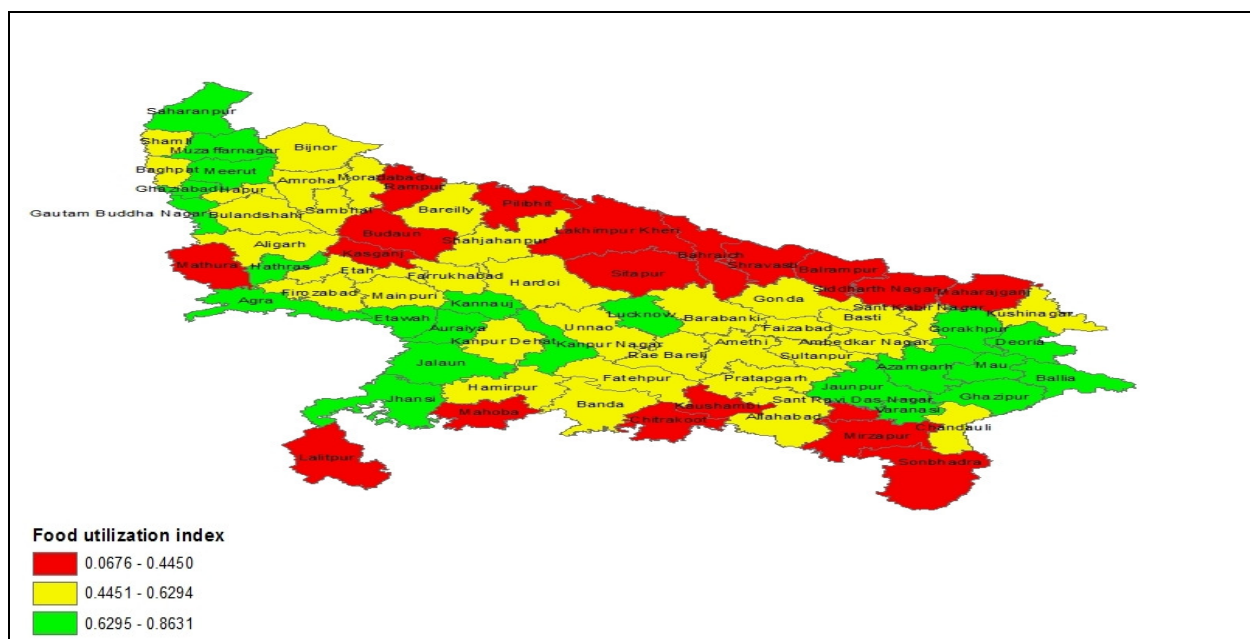 Saharanpur
Shamli
Muzaffarnagar
Bijnor
Baghpat
Meerut
Ghaziabad
Hapur
Amroha
Moradabad
Rampur
Gautam Buddha Nagar
Bulandshahr
Sambhal
Bareilly
Pilibhit
Budaun
Shahjahanpur
Lakhimpur Kheri
Aligarh
Kasganj
Mathura
Hathras
Etah
Farrukhabad
Hardoi
Sitapur
Bahraich
Shravasti
Balrampur
Siddharth Nagar
Maharajganj
Firozabad
Mainpuri
Agra
Kannauj
Etawah
Auraiya
Lucknow
Barabanki
Gonda
Sant Kabir Nagar
Kushinagar
Basti
Gorakhpur
Unnao
Faizabad
Kanpur Dehat
Kanpur Nagar
Amethi
Ambedkar Nagar
Deoria
Rae Bareli
Sultanpur
Azamgarh
Mau
Jalaun
Fatehpur
Pratapgarh
Jaunpur
Ballia
Hamirpur
Jhansi
Banda
Sant Ravi Das Nagar
Ghazipur
Mahoba
Kaushambi
Varanasi
Chitrakoot
Allahabad
Chandauli
Mirzapur
Lalitpur
Sonbhadra
Food utilization index
0.0676 - 0.4450
0.4451 - 0.6294
0.6295 - 0.8631